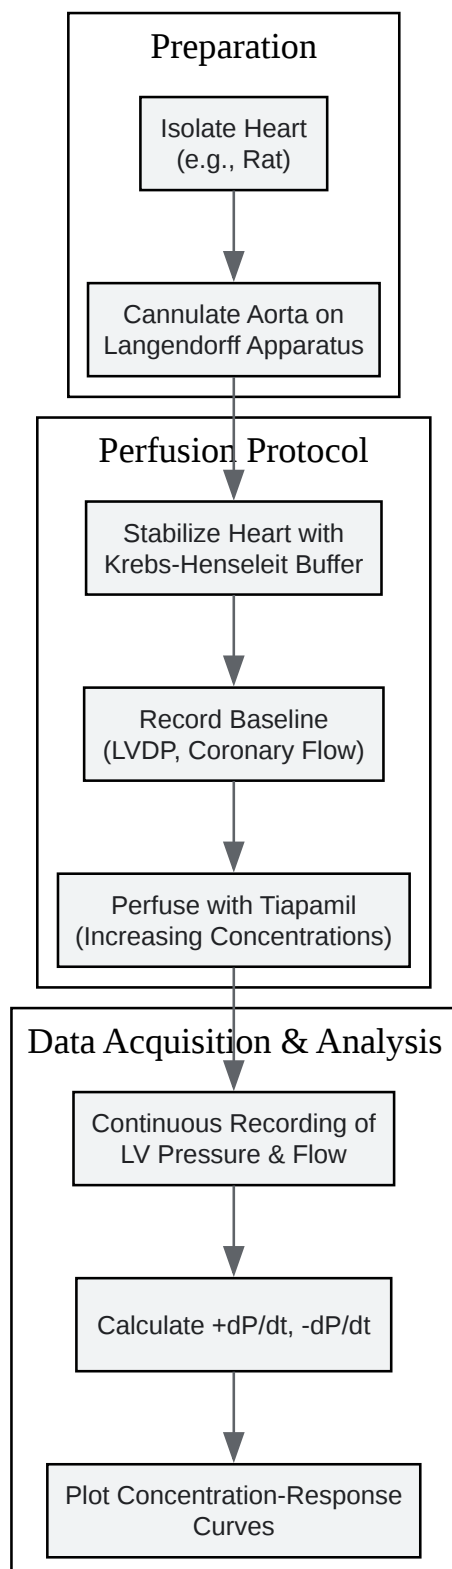 Preparation
Isolate Heart
(e.g., Rat)
Cannulate Aorta on
Langendorff Apparatus
Perfusion Protocol
Stabilize Heart with
Krebs-Henseleit Buffer
Record Baseline
(LVDP, Coronary Flow)
Perfuse with Tiapamil
(Increasing Concentrations)
Data Acquisition & Analysis
Continuous Recording of
LV Pressure & Flow
Calculate +dP/dt, -dP/dt
Plot Concentration-Response
Curves